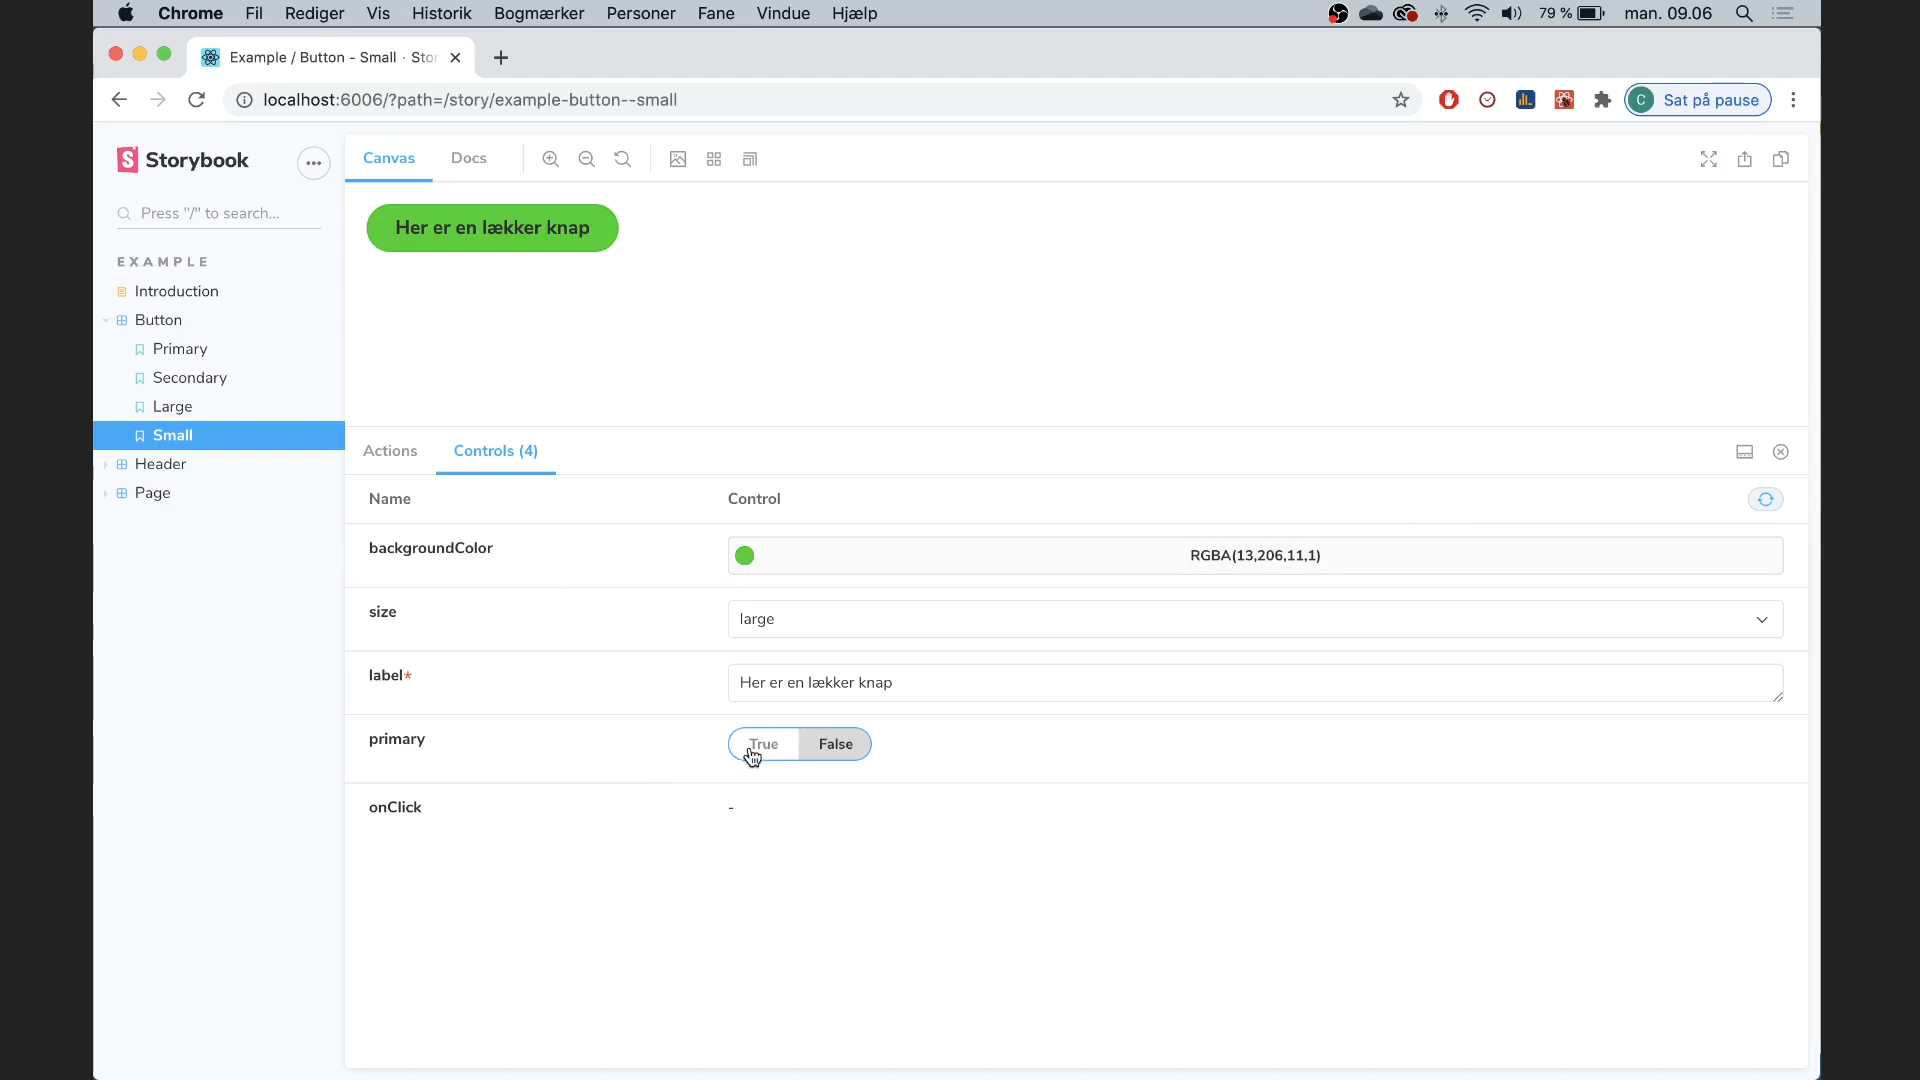 Chrome Fil Rediger Vis Historik Bogmærker Personer Fane Vindue Hjælp 79 % man. 09.06
Example / Button - Small · Stor
localhost:6006/?path=/story/example-button--small
C Sat på pause
Storybook
Canvas Docs
Press "/" to search...
Her er en lækker knap
EXAMPLE
Introduction
Button
Primary
Secondary
Large
Small
Header
Page
Actions Controls (4)
Name Control
backgroundColor RGBA(13,206,11,1)
size large
label* Her er en lækker knap
primary True False
onClick -